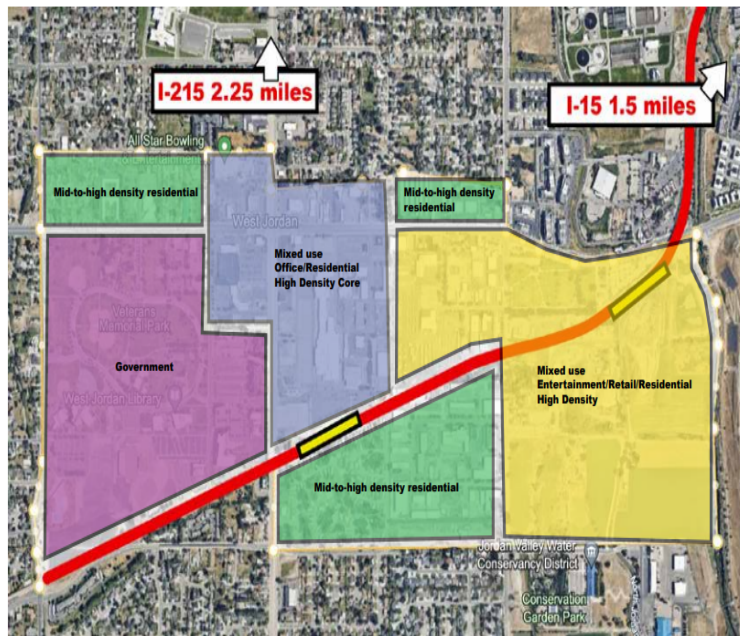 I-215 2.25 miles
I-15 1.5 miles
All Star Bowling
& Entertainment
Mid-to-high density residential
Mid-to-high density
residential
West Jordan
Mixed use
Office/Residential
High Density Core
Veterans
Memorial Park
Government
West Jordan Library
Mixed use
Entertainment/Retail/Residential
High Density
Mid-to-high density residential
Jordan Valley Water
Conservancy District
Conservation
Garden Park